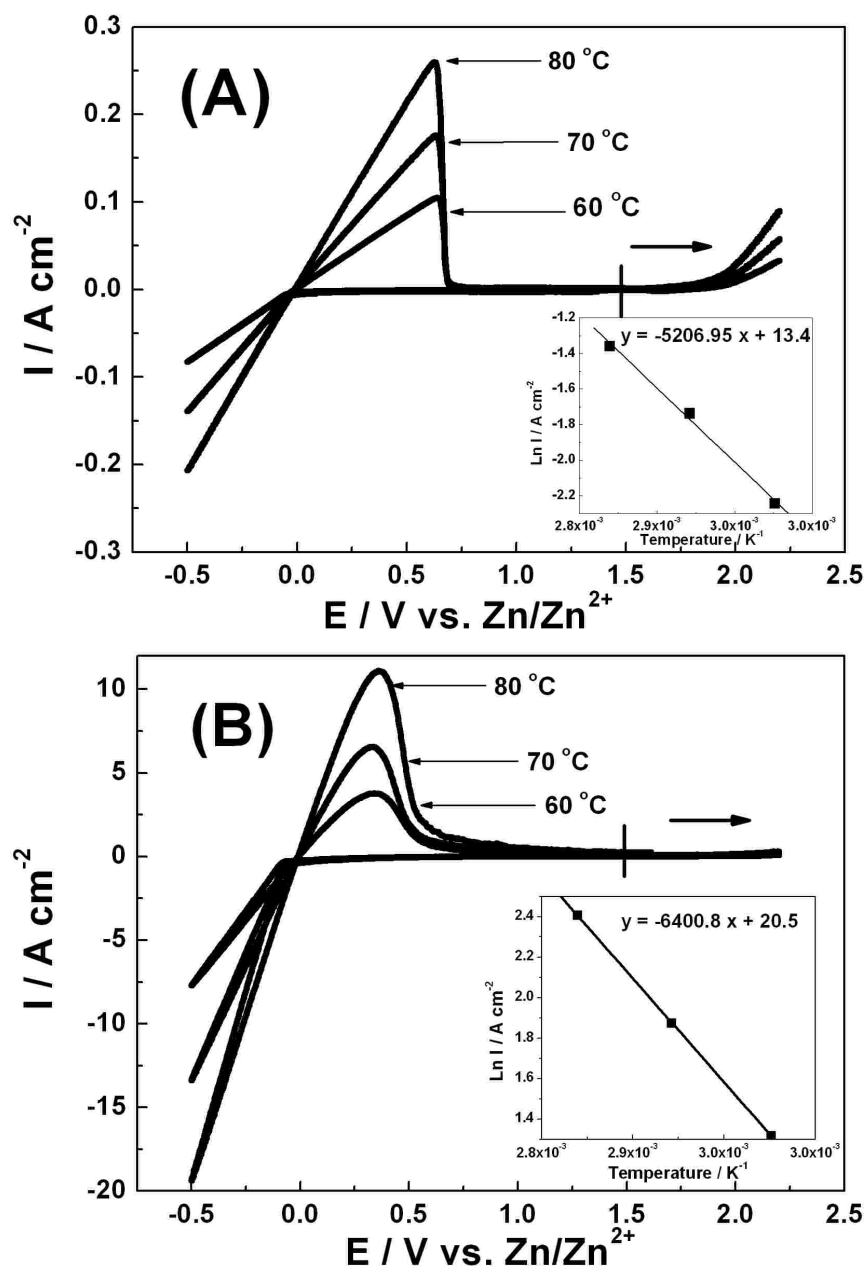 0.3
(A)
80 °C
0.2
70 °C
60 °C
0.1
I / A cm⁻²
0.0
-0.1
-0.2
-0.3
-0.5 0.0 0.5 1.0 1.5 2.0 2.5
E / V vs. Zn/Zn²⁺
y = -5206.95 x + 13.4
-1.2
-1.4
-1.6
-1.8
-2.0
-2.2
Ln I / A cm⁻²
2.8x10⁻³ 2.9x10⁻³ 3.0x10⁻³ 3.0x10⁻³
Temperature / K⁻¹
10
(B)
80 °C
5
70 °C
60 °C
0
I / A cm⁻²
-5
-10
-15
-20
-0.5 0.0 0.5 1.0 1.5 2.0 2.5
E / V vs. Zn/Zn²⁺
y = -6400.8 x + 20.5
2.4
2.2
2.0
1.8
1.6
1.4
Ln I / A cm⁻²
2.8x10⁻³ 2.9x10⁻³ 3.0x10⁻³ 3.0x10⁻³
Temperature / K⁻¹